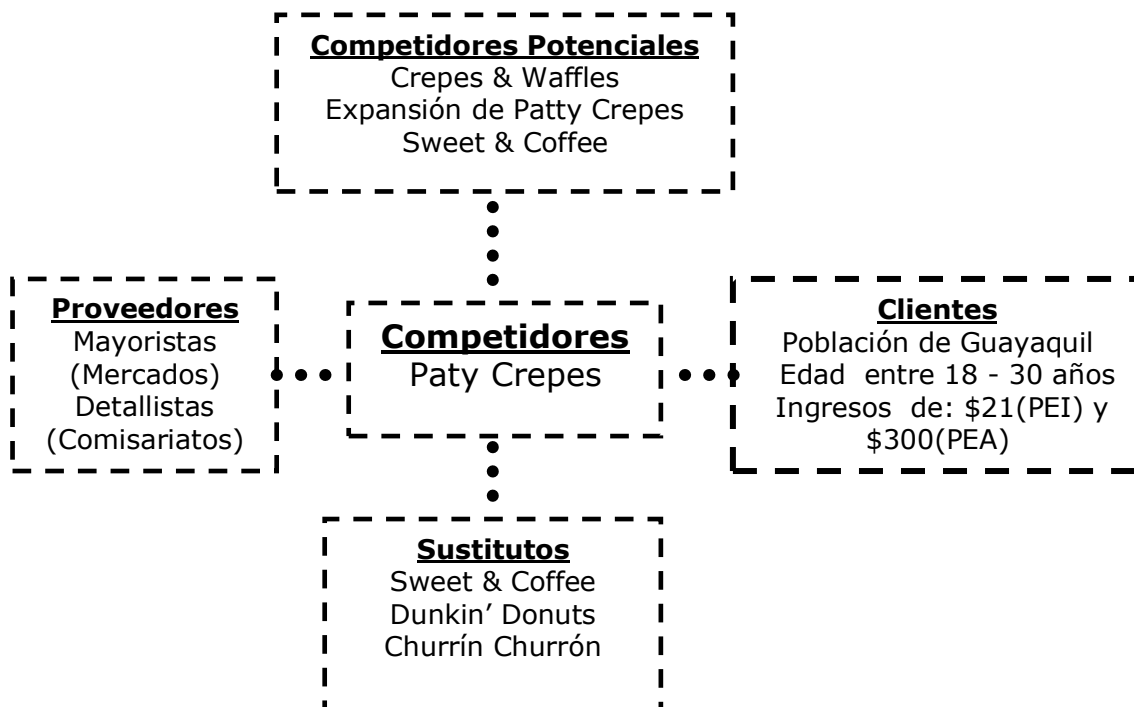 Competidores Potenciales
Crepes & Waffles
Expansión de Patty Crepes
Sweet & Coffee
Proveedores
Mayoristas
(Mercados)
Detallistas
(Comisariatos)
Competidores
Paty Crepes
Clientes
Población de Guayaquil
Edad entre 18 - 30 años
Ingresos de: $21(PEI) y
$300(PEA)
Sustitutos
Sweet & Coffee
Dunkin’ Donuts
Churrín Churrón